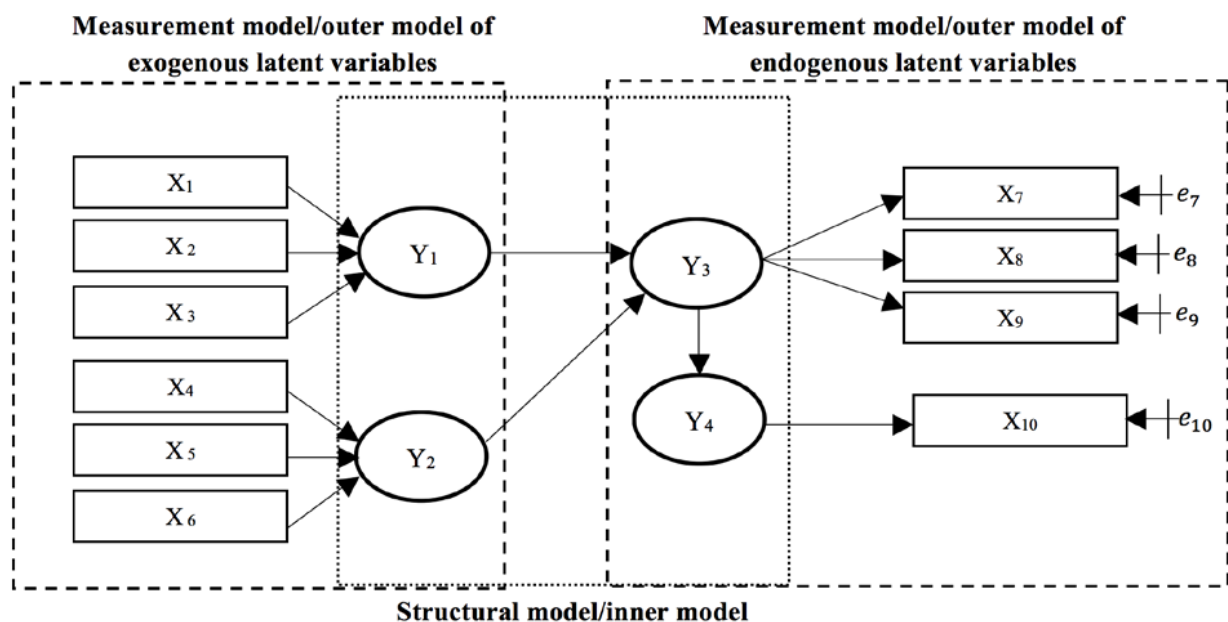 Measurement model/outer model of
exogenous latent variables
Measurement model/outer model of
endogenous latent variables
X1
X2
X3
X4
X5
X6
Y1
Y2
Y3
Y4
X7
X8
X9
X10
e7
e8
e9
e10
Structural model/inner model